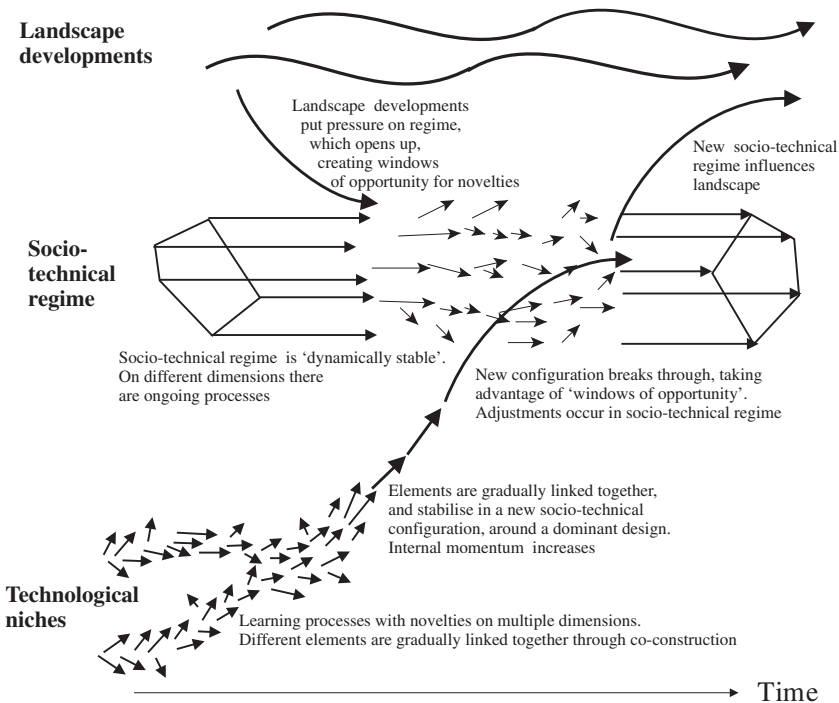 Landscape
developments
Landscape developments
put pressure on regime,
which opens up,
creating windows
of opportunity for novelties
New socio-technical
regime influences
landscape
Socio-
technical
regime
Socio-technical regime is ‘dynamically stable’.
On different dimensions there
are ongoing processes
New configuration breaks through, taking
advantage of ‘windows of opportunity’.
Adjustments occur in socio-technical regime
Elements are gradually linked together,
and stabilise in a new socio-technical
configuration, around a dominant design.
Internal momentum increases
Technological
niches
Learning processes with novelties on multiple dimensions.
Different elements are gradually linked together through co-construction
Time